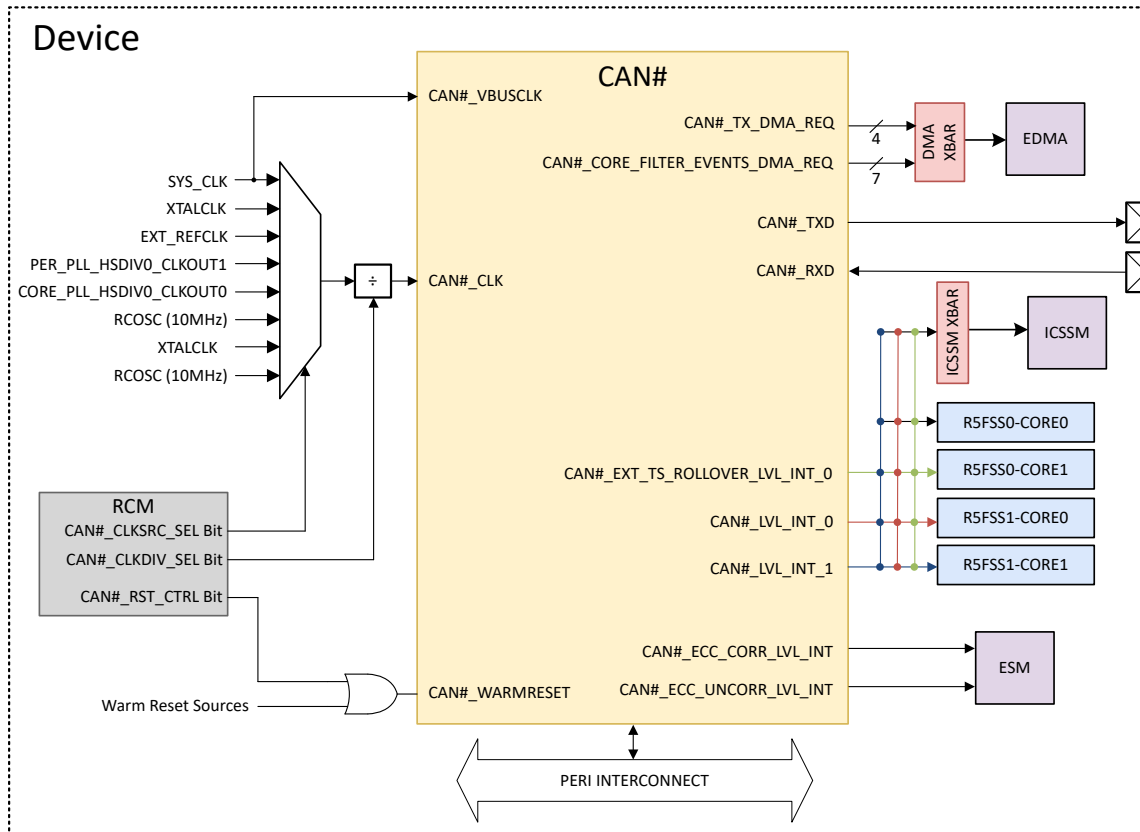 Device
CAN#
CAN#_VBUSCLK
CAN#_TX_DMA_REQ
4
CAN#_CORE_FILTER_EVENTS_DMA_REQ
7
DMA
XBAR
EDMA
SYS_CLK
XTALCLK
EXT_REFCLK
PER_PLL_HSDIV0_CLKOUT1
CORE_PLL_HSDIV0_CLKOUT0
RCOSC (10MHz)
XTALCLK
RCOSC (10MHz)
÷
CAN#_CLK
CAN#_TXD
CAN#_RXD
ICSSM XBAR
ICSSM
R5FSS0-CORE0
R5FSS0-CORE1
R5FSS1-CORE0
R5FSS1-CORE1
CAN#_EXT_TS_ROLLOVER_LVL_INT_0
CAN#_LVL_INT_0
CAN#_LVL_INT_1
RCM
CAN#_CLKSRC_SEL Bit
CAN#_CLKDIV_SEL Bit
CAN#_RST_CTRL Bit
Warm Reset Sources
CAN#_WARMRESET
CAN#_ECC_CORR_LVL_INT
CAN#_ECC_UNCORR_LVL_INT
ESM
PERI INTERCONNECT